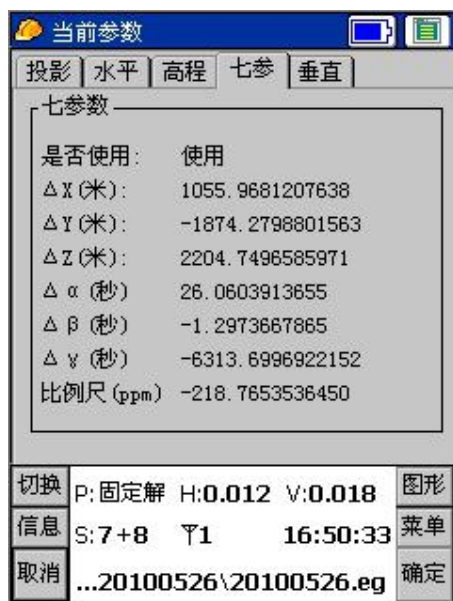 当前参数
投影 水平 高程 七参 垂直
七参数
是否使用: 使用
ΔX(米): 1055.9681207638
ΔY(米): -1874.2798801563
ΔZ(米): 2204.7496585971
Δα(秒) 26.0603913655
Δβ(秒) -1.2973667865
Δγ(秒) -6313.6996922152
比例尺(ppm) -218.7653536450
切换 P:固定解 H:0.012 V:0.018 图形
信息 S:7+8 1 16:50:33 菜单
取消 ...20100526\20100526.eg 确定